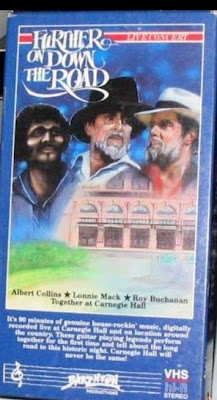 FURTHER
LIVE CONCERT
ON DOWN
THE ROAD
Albert Collins ★ Lonnie Mack ★ Roy Buchanan
Together at Carnegie Hall
It's 90 minutes of genuine house-rockin' music, digitally
recorded live at Carnegie Hall and on location around
the country. These guitar playing legends perform
together for the first time and tell about the long
road to this historic night. Carnegie Hall will
never be the same!
PRODUCTIONS
VHS
Hi-Fi
STEREO